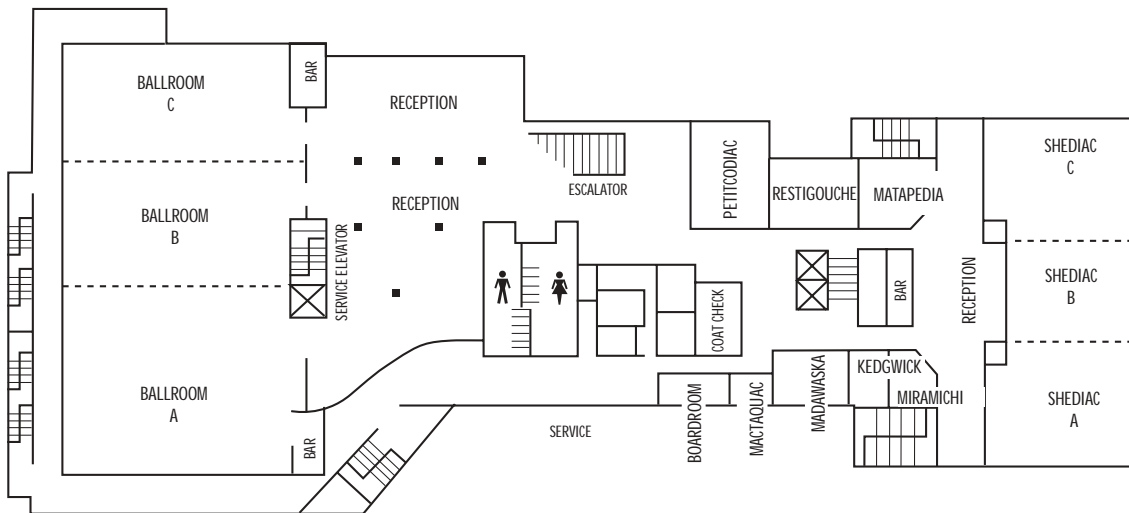 BALLROOM
C
BAR
RECEPTION
SHEDIAC
C
PETITCODIAC
ESCALATOR
RESTIGOUCHE
MATAPEDIA
BALLROOM
B
RECEPTION
SERVICE ELEVATOR
RECEPTION
SHEDIAC
B
BAR
COAT CHECK
BALLROOM
A
KEDGWICK
MIRAMICHI
SHEDIAC
A
BAR
SERVICE
BOARDROOM
MACTAQUAC
MADAWASKA